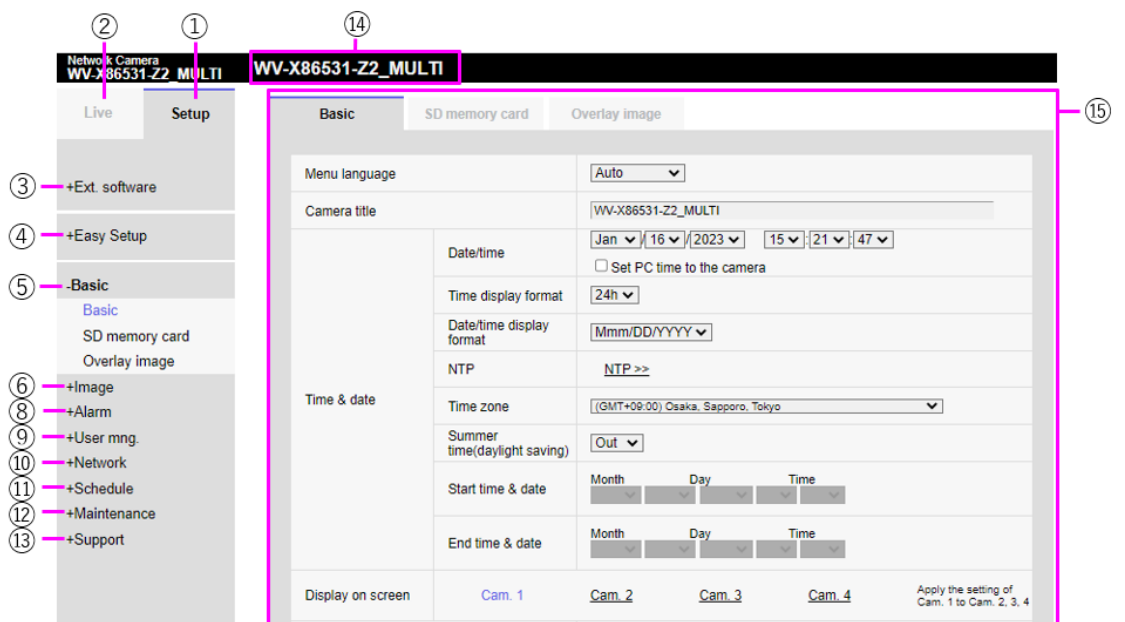 ② ① ⑭
Network Camera
WV-X86531-Z2_MULTI
WV-X86531-Z2_MULTI
Live Setup
Basic SD memory card Overlay image
⑮
③ +Ext. software
④ +Easy Setup
⑤ -Basic
Basic
SD memory card
Overlay image
⑥ +Image
⑧ +Alarm
⑨ +User mng.
⑩ +Network
⑪ +Schedule
⑫ +Maintenance
⑬ +Support
Menu language Auto
Camera title WV-X86531-Z2_MULTI
Time & date
Date/time Jan / 16 / 2023 15 : 21 : 47
Set PC time to the camera
Time display format 24h
Date/time display
format
Mmm/DD/YYYY
NTP NTP >>
Time zone (GMT+09:00) Osaka, Sapporo, Tokyo
Summer
time(daylight saving)
Out
Start time & date
Month Day Time
End time & date
Month Day Time
Display on screen Cam. 1 Cam. 2 Cam. 3 Cam. 4
Apply the setting of
Cam. 1 to Cam. 2, 3, 4